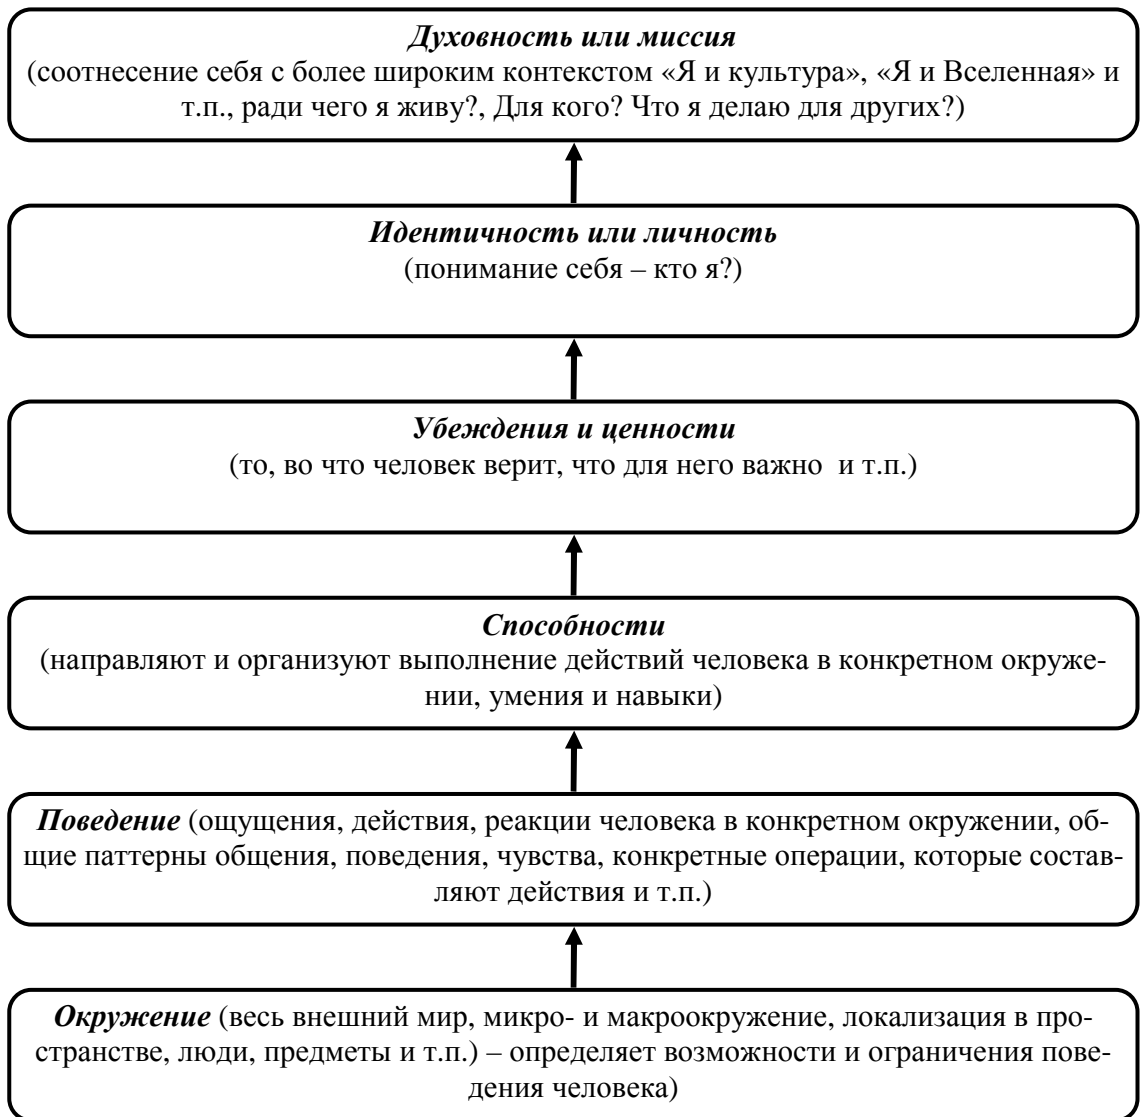 Духовность или миссия
(соотнесение себя с более широким контекстом «Я и культура», «Я и Вселенная» и
т.п., ради чего я живу?, Для кого? Что я делаю для других?)
Идентичность или личность
(понимание себя – кто я?)
Убеждения и ценности
(то, во что человек верит, что для него важно  и т.п.)
Способности
(направляют и организуют выполнение действий человека в конкретном окруже-
нии, умения и навыки)
Поведение (ощущения, действия, реакции человека в конкретном окружении, об-
щие паттерны общения, поведения, чувства, конкретные операции, которые состав-
ляют действия и т.п.)
Окружение (весь внешний мир, микро- и макроокружение, локализация в про-
странстве, люди, предметы и т.п.) – определяет возможности и ограничения пове-
дения человека)